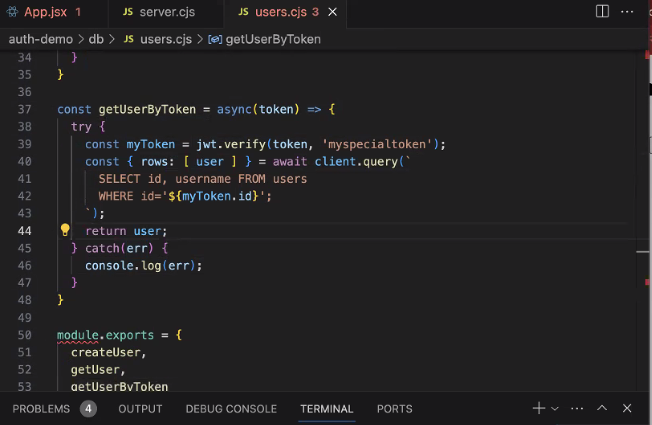 App.jsx 1 JS server.cjs JS users.cjs 3
auth-demo > db > JS users.cjs > getUserByToken
34 }
35 }
36
37 const getUserByToken = async(token) => {
38 try {
39 const myToken = jwt.verify(token, 'myspecialtoken');
40 const { rows: [ user ] } = await client.query(`
41 SELECT id, username FROM users
42 WHERE id='${myToken.id}';
43 `);
44 return user;
45 } catch(err) {
46 console.log(err);
47 }
48 }
49
50 module.exports = {
51 createUser,
52 getUser,
53 getUserByToken
PROBLEMS 4 OUTPUT DEBUG CONSOLE TERMINAL PORTS